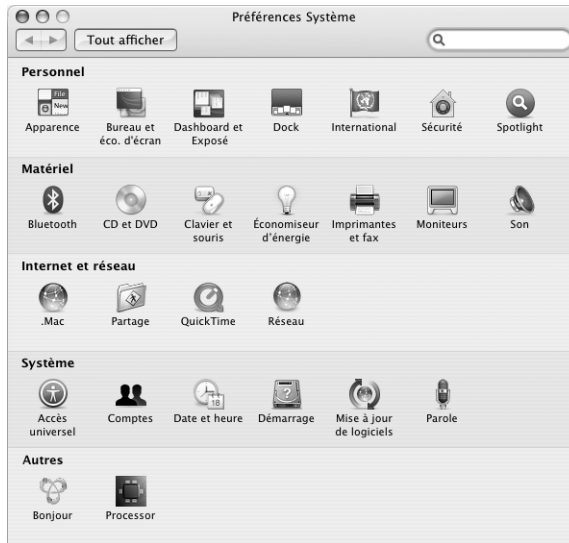 Préférences Système
Tout afficher
Personnel
File
New
Apparence
Bureau et
éco. d'écran
Dashboard et
Exposé
Dock
International
Sécurité
Spotlight
Matériel
Bluetooth
CD et DVD
Clavier et
souris
Économiseur
d'énergie
Imprimantes
et fax
Moniteurs
Son
Internet et réseau
.Mac
Partage
QuickTime
Réseau
Système
18
?
Accès
universel
Comptes
Date et heure
Démarrage
Mise à jour
de logiciels
Parole
Autres
Bonjour
Processor